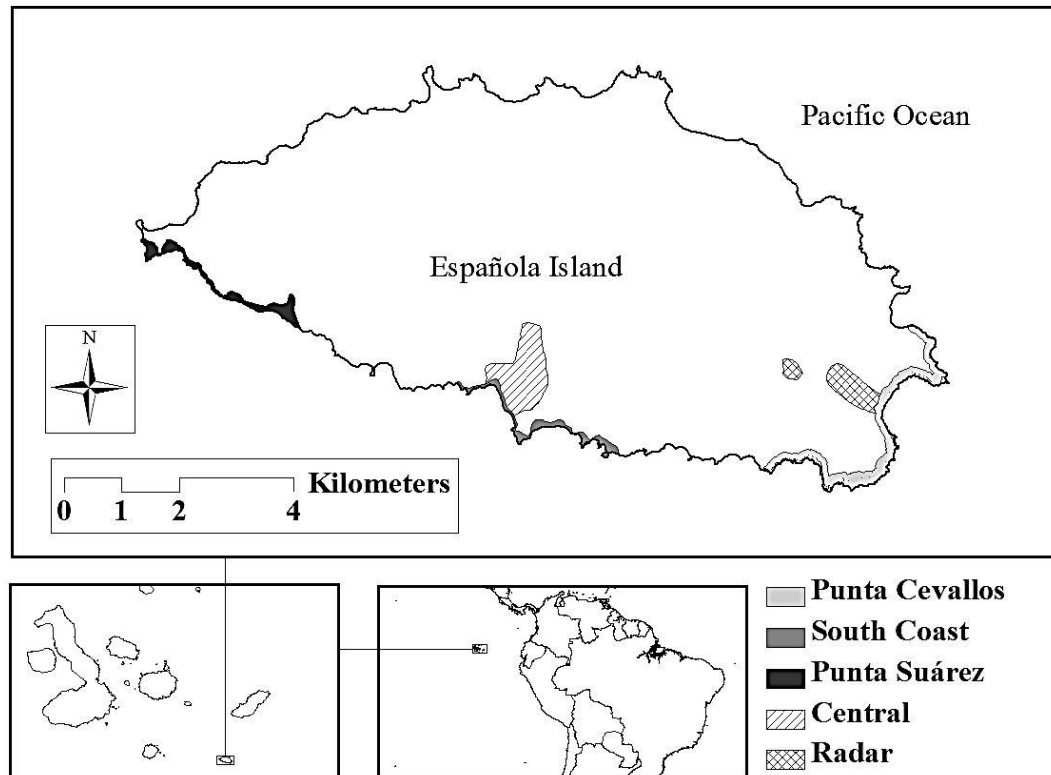 Pacific Ocean
Española Island
N
Kilometers
0 1 2 4
Punta Cevallos
South Coast
Punta Suárez
Central
Radar